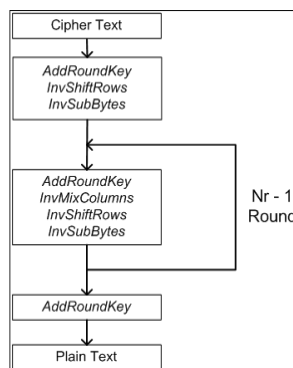 Cipher Text
AddRoundKey
InvShiftRows
InvSubBytes
AddRoundKey
InvMixColumns
InvShiftRows
InvSubBytes
Nr - 1
Round
AddRoundKey
Plain Text